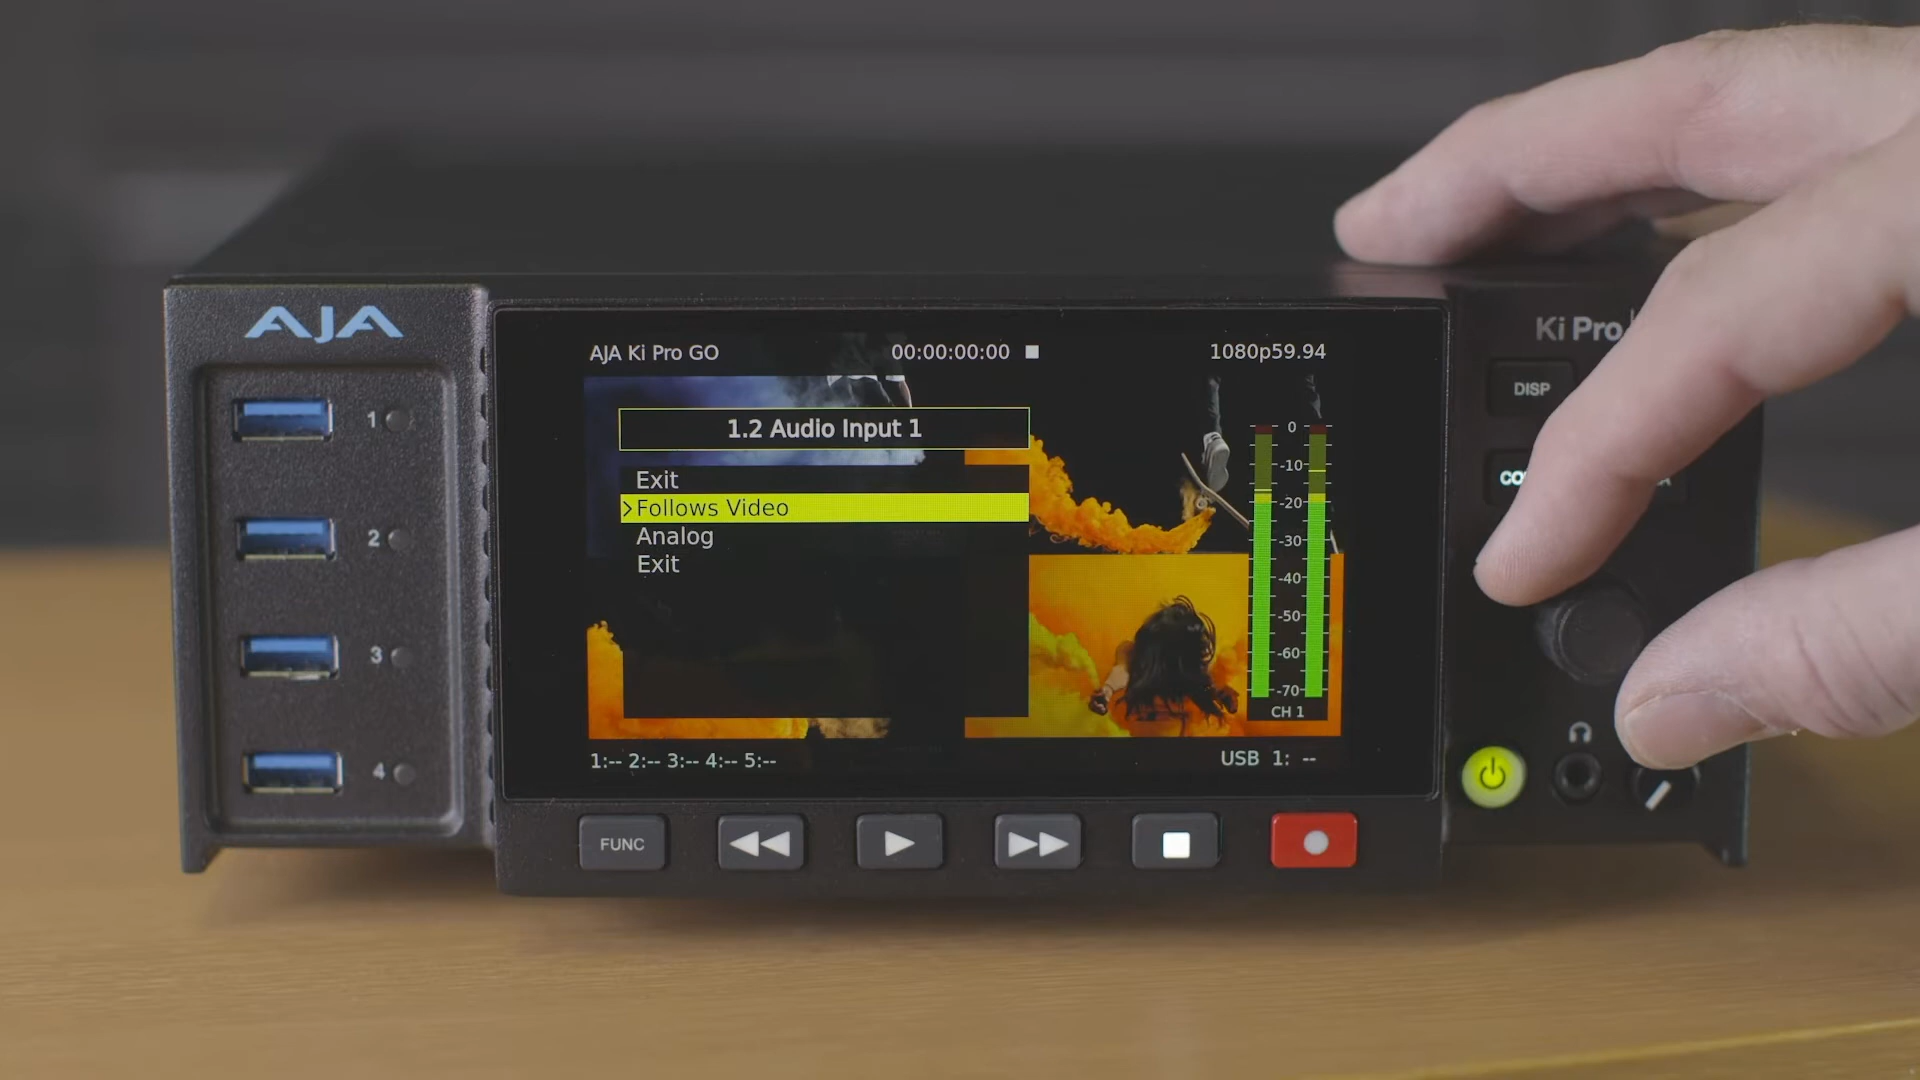 AJA
1
2
3
4
AJA Ki Pro GO
00:00:00:00
1080p59.94
1.2 Audio Input 1
Exit
>Follows Video
Analog
Exit
0
-10
-20
-30
-40
-50
-60
-70
CH 1
1:-- 2:-- 3:-- 4:-- 5:--
USB 1: --
FUNC
Ki Pro
DISP